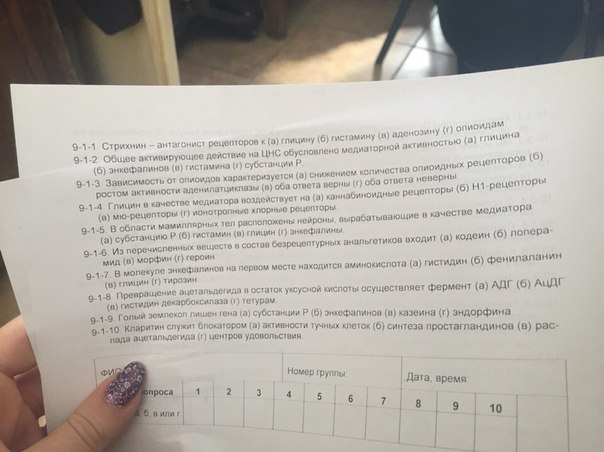 9-1-1 Стрихнин – антагонист рецепторов к (а) глицину (б) гистамину (в) аденозину (г) опиоидам
9-1-2. Общее активирующее действие на ЦНС обусловлено медиаторной активностью (а) глицина
(б) энкефалинов (в) гистамина (г) субстанции P.
9-1-3 Зависимость от опиоидов характеризуется (а) снижением количества опиоидных рецепторов (б)
ростом активности аденилатциклазы (в) оба ответа верны (г) оба ответа неверны.
9-1-4. Глицин в качестве медиатора воздействует на (а) каннабиноидные рецепторы (б) H1-рецепторы
(в) мю-рецепторы (г) ионотропные хлорные рецепторы.
9-1-5. В области мамиллярных тел расположены нейроны, вырабатывающие в качестве медиатора
(а) субстанцию P (б) гистамин (в) глицин (г) энкефалины.
9-1-6. Из перечисленных веществ в состав безрецептурных анальгетиков входит (а) кодеин (б) лопера-
мид (в) морфин (г) героин.
9-1-7. В молекуле энкефалинов на первом месте находится аминокислота (а) гистидин (б) фенилаланин
(в) глицин (г) тирозин.
9-1-8. Превращение ацетальдегида в остаток уксусной кислоты осуществляет фермент (а) АДГ (б) АцДГ
(в) гистидин декарбоксилаза (г) тетурам.
9-1-9. Голый землекоп лишен гена (а) субстанции P (б) энкефалинов (в) казеина (г) эндорфина.
9-1-10. Кларитин служит блокатором (а) активности тучных клеток (б) синтеза простагландинов (в) рас-
пада ацетальдегида (г) центров удовольствия.
Номер группы: Дата, время:
вопроса 1 2 3 4 5 6 7 8 9 10
б, в или г